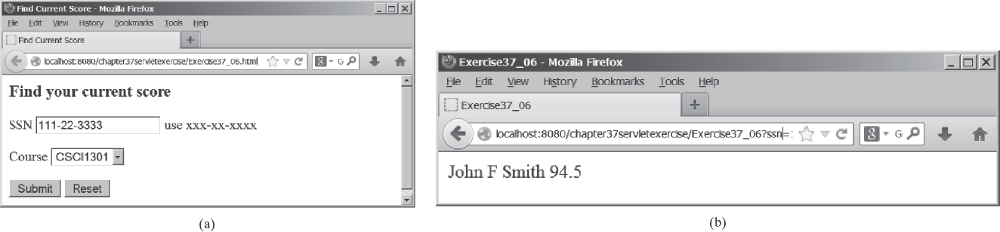 Find Current Score - Mozilla Firefox
File Edit View History Bookmarks Tools Help
Find Current Score +
localhost:8080/chapter37servletexercise/Exercise37_06.html 8 G
Find your current score
SSN 111-22-3333 use xxx-xx-xxxx
Course CSCI1301
Submit Reset
(a)
Exercise37_06 - Mozilla Firefox
File Edit View History Bookmarks Tools Help
Exercise37_06 +
localhost:8080/chapter37servletexercise/Exercise37_06?ssn= 8 G
John F Smith 94.5
(b)